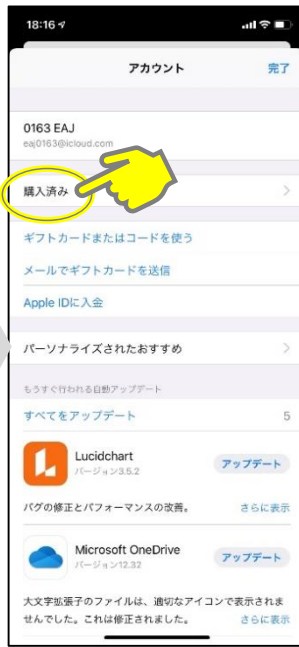 18:16
アカウント
完了
0163 EAJ
eaj0163@icloud.com
購入済み
ギフトカードまたはコードを使う
メールでギフトカードを送信
Apple IDに入金
パーソナライズされたおすすめ
もうすぐ行われる自動アップデート
すべてをアップデート
5
Lucidchart
バージョン3.5.2
アップデート
バグの修正とパフォーマンスの改善。
さらに表示
Microsoft OneDrive
バージョン12.32
アップデート
大文字拡張子のファイルは、適切なアイコンで表示されま
せんでした。これは修正されました。
さらに表示